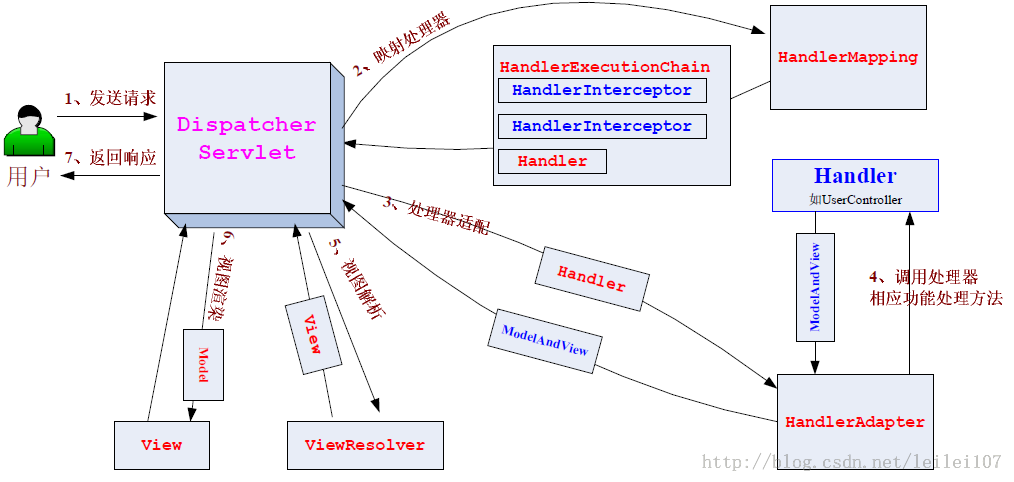 2、映射处理器
HandlerMapping
HandlerExecutionChain
HandlerInterceptor
HandlerInterceptor
Handler
1、发送请求
Dispatcher
Servlet
7、返回响应
用户
Handler
如UserController
3、处理器适配
Handler
ModelAndView
4、调用处理器
相应功能处理方法
ModelAndView
6、视图渲染
5、视图解析
Model
View
View
ViewResolver
HandlerAdapter
http://blog.csdn.net/leilei107